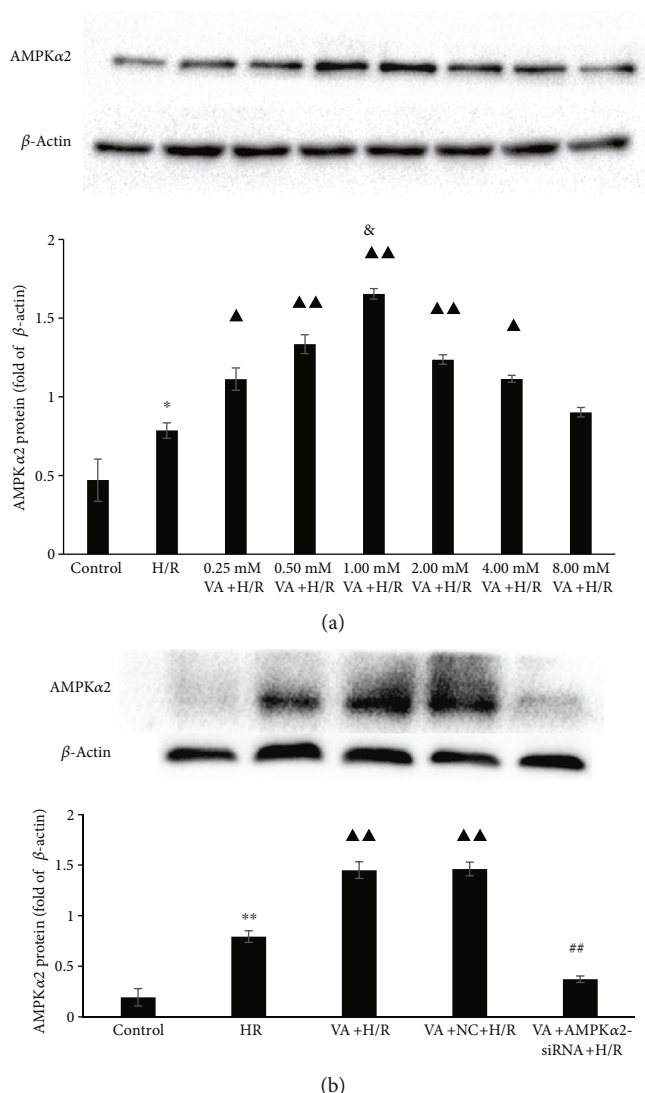 AMPKα2
β-Actin
AMPKα2 protein (fold of β-actin)
2
1.5
1
0.5
0
*
▲
▲▲
&
▲▲
▲▲
▲
Control
H/R
0.25 mM
VA +H/R
0.50 mM
VA +H/R
1.00 mM
VA +H/R
2.00 mM
VA +H/R
4.00 mM
VA +H/R
8.00 mM
VA +H/R
(a)
AMPKα2
β-Actin
AMPKα2 protein (fold of β-actin)
2
1.5
1
0.5
0
**
▲▲
▲▲
##
Control
HR
VA +H/R
VA +NC+H/R
VA +AMPKα2-
siRNA+H/R
(b)